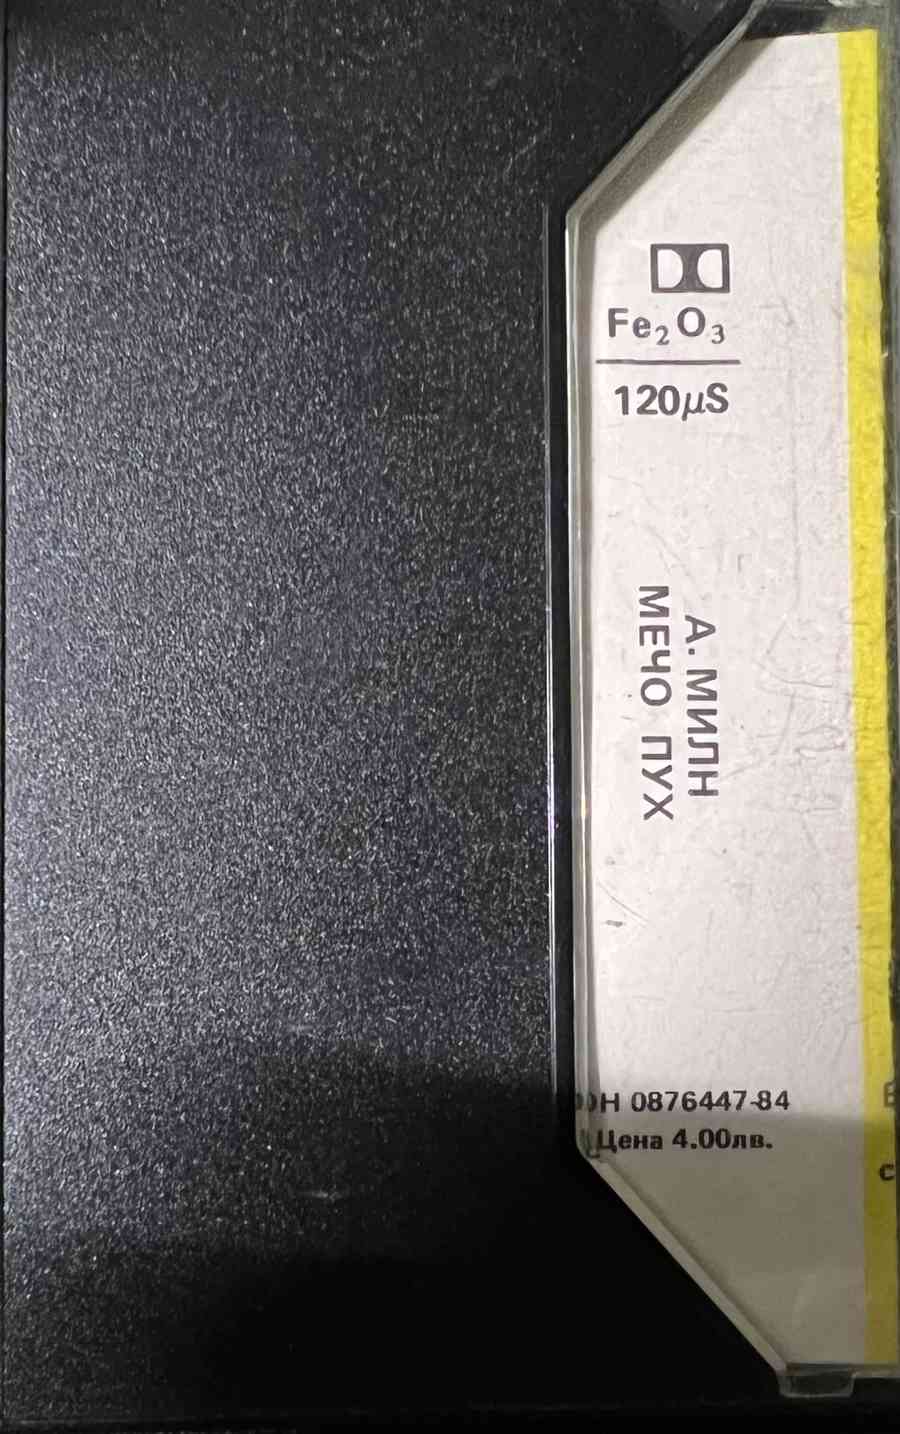 Fe₂O₃
120μS
А. МИЛН
МЕЧО ПУХ
0876447-84
Цена 4.00лв.